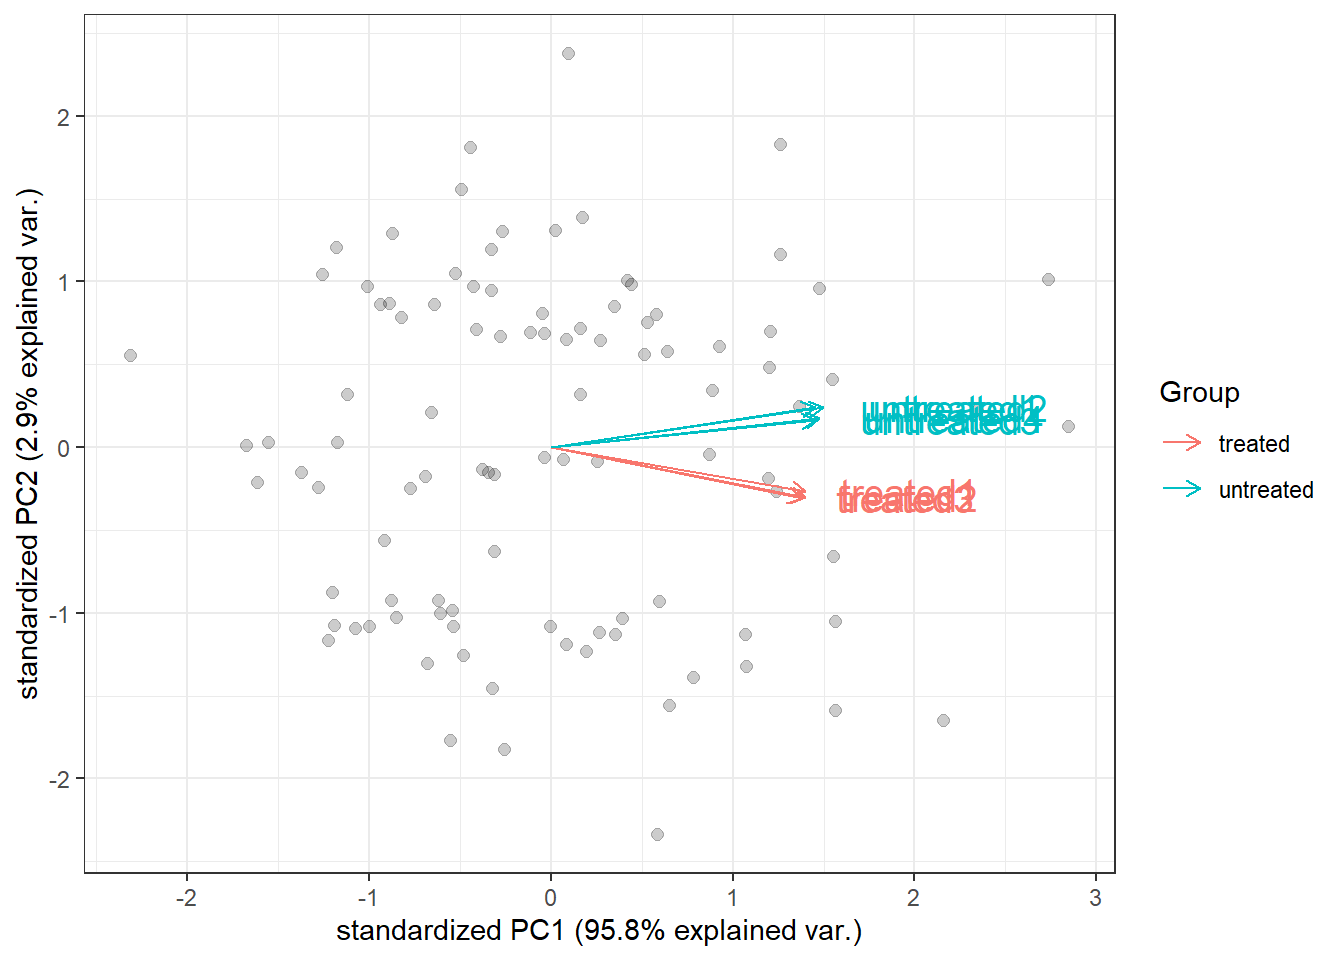 standardized PC2 (2.9% explained var.)
2
1
0
-1
-2
-2
-1
0
1
2
3
standardized PC1 (95.8% explained var.)
Group
treated
untreated